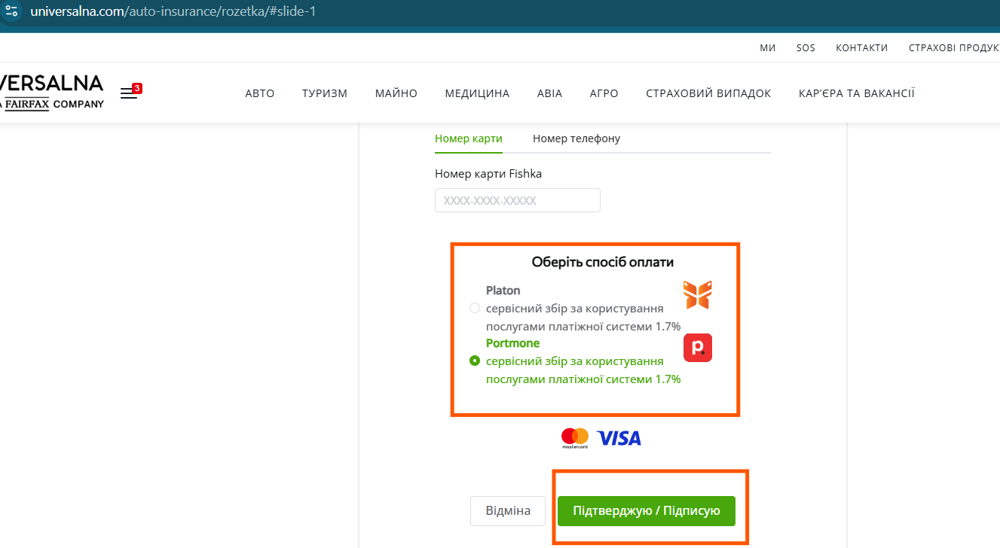 universalna.com/auto-insurance/rozetka/#slide-1
МИ SOS КОНТАКТИ СТРАХОВІ ПРОДУК
VERSALNA
A FAIRFAX COMPANY
3
АВТО ТУРИЗМ МАЙНО МЕДИЦИНА АВІА АГРО СТРАХОВИЙ ВИПАДОК КАР’ЄРА ТА ВАКАНСІЇ
Номер карти Номер телефону
Номер карти Fishka
XXXX-XXXX-XXXXX
Оберіть спосіб оплати
Platon
сервісний збір за користування
послугами платіжної системи 1.7%
Portmone
p.
сервісний збір за користування
послугами платіжної системи 1.7%
mastercard VISA
Відміна Підтверджую / Підписую